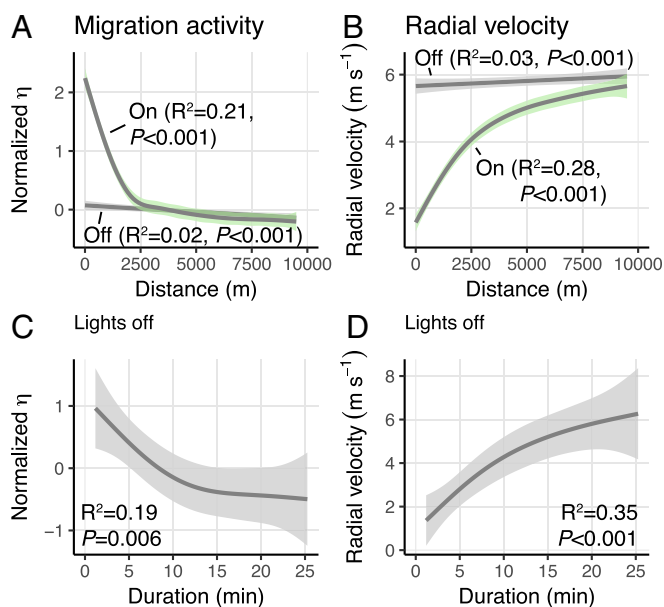 A Migration activity
Normalized η
2
1
0
On (R²=0.21,
P<0.001)
Off (R²=0.02, P<0.001)
0 2500 5000 7500 10000
Distance (m)
B Radial velocity
Radial velocity (m s⁻¹)
6
4
2
Off (R²=0.03, P<0.001)
On (R²=0.28,
P<0.001)
0 2500 5000 7500 10000
Distance (m)
C Lights off
Normalized η
1
0
−1
R²=0.19
P=0.006
0 5 10 15 20 25
Duration (min)
D Lights off
Radial velocity (m s⁻¹)
8
6
4
2
0
R²=0.35
P<0.001
0 5 10 15 20 25
Duration (min)